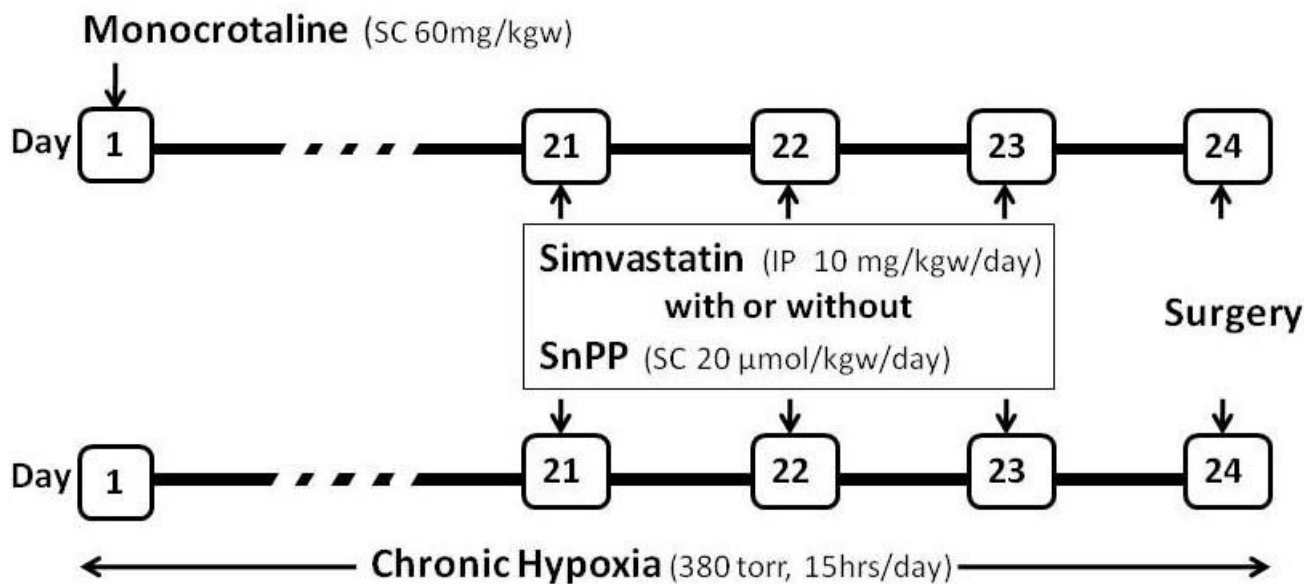 Monocrotaline (SC 60mg/kgw)
Day 1 21 22 23 24
Simvastatin (IP 10 mg/kgw/day)
with or without
SnPP (SC 20 μmol/kgw/day)
Surgery
Day 1 21 22 23 24
Chronic Hypoxia (380 torr, 15hrs/day)